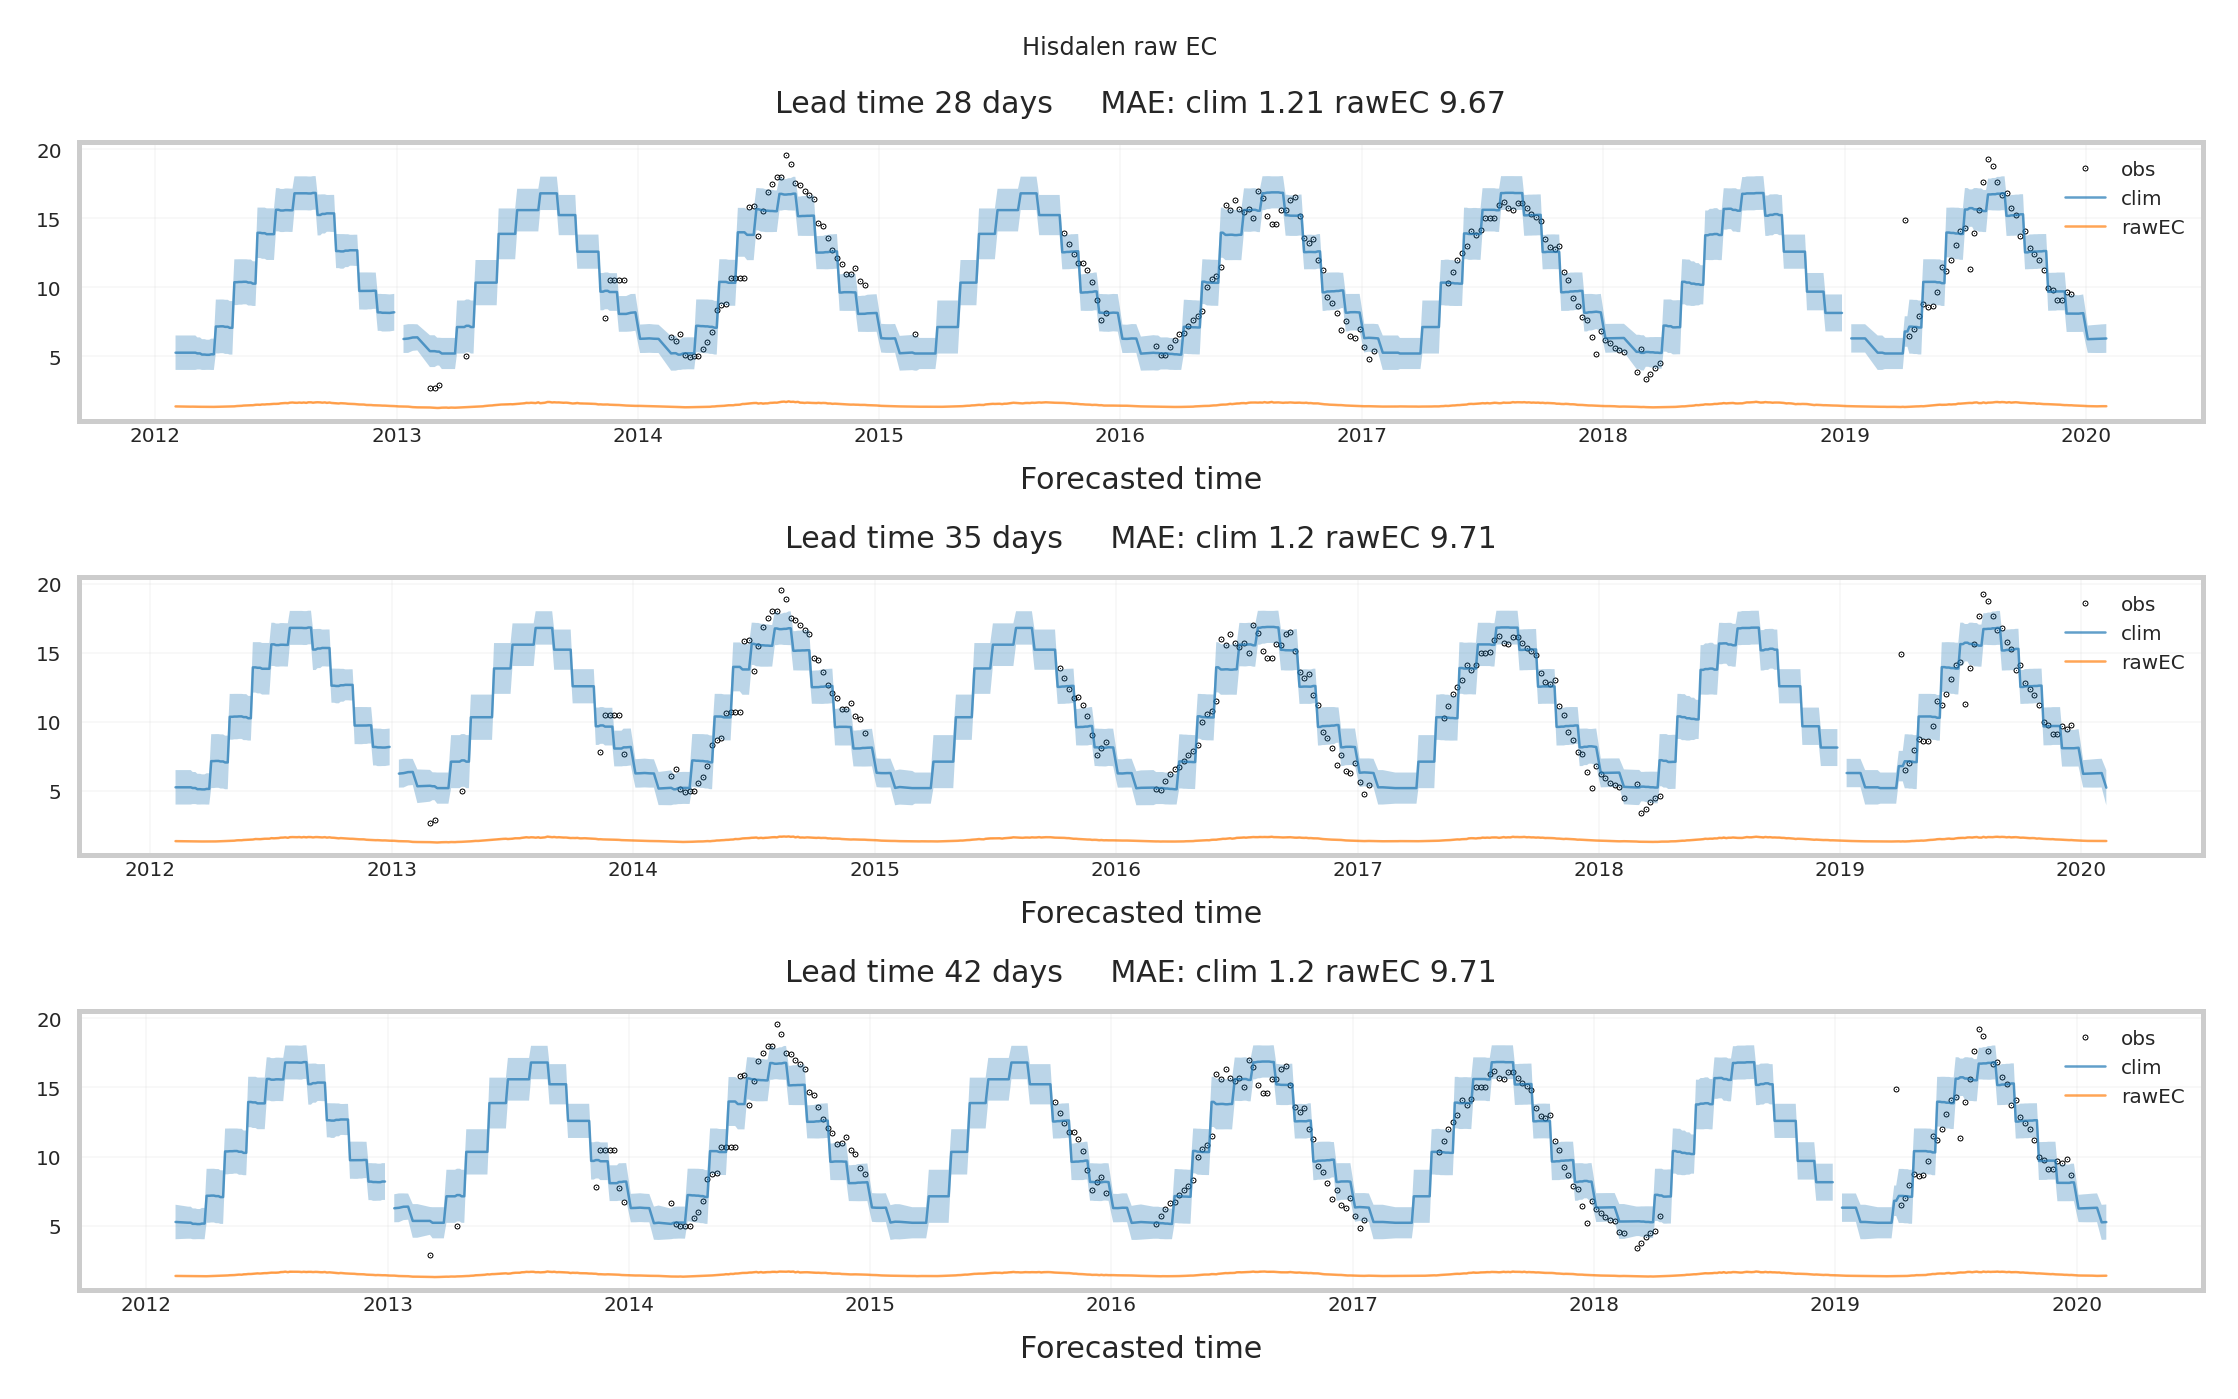 Hisdalen raw EC
Lead time 28 days     MAE: clim 1.21 rawEC 9.67
20
15
10
5
obs
clim
rawEC
2012 2013 2014 2015 2016 2017 2018 2019 2020
Forecasted time
Lead time 35 days     MAE: clim 1.2 rawEC 9.71
20
15
10
5
obs
clim
rawEC
2012 2013 2014 2015 2016 2017 2018 2019 2020
Forecasted time
Lead time 42 days     MAE: clim 1.2 rawEC 9.71
20
15
10
5
obs
clim
rawEC
2012 2013 2014 2015 2016 2017 2018 2019 2020
Forecasted time